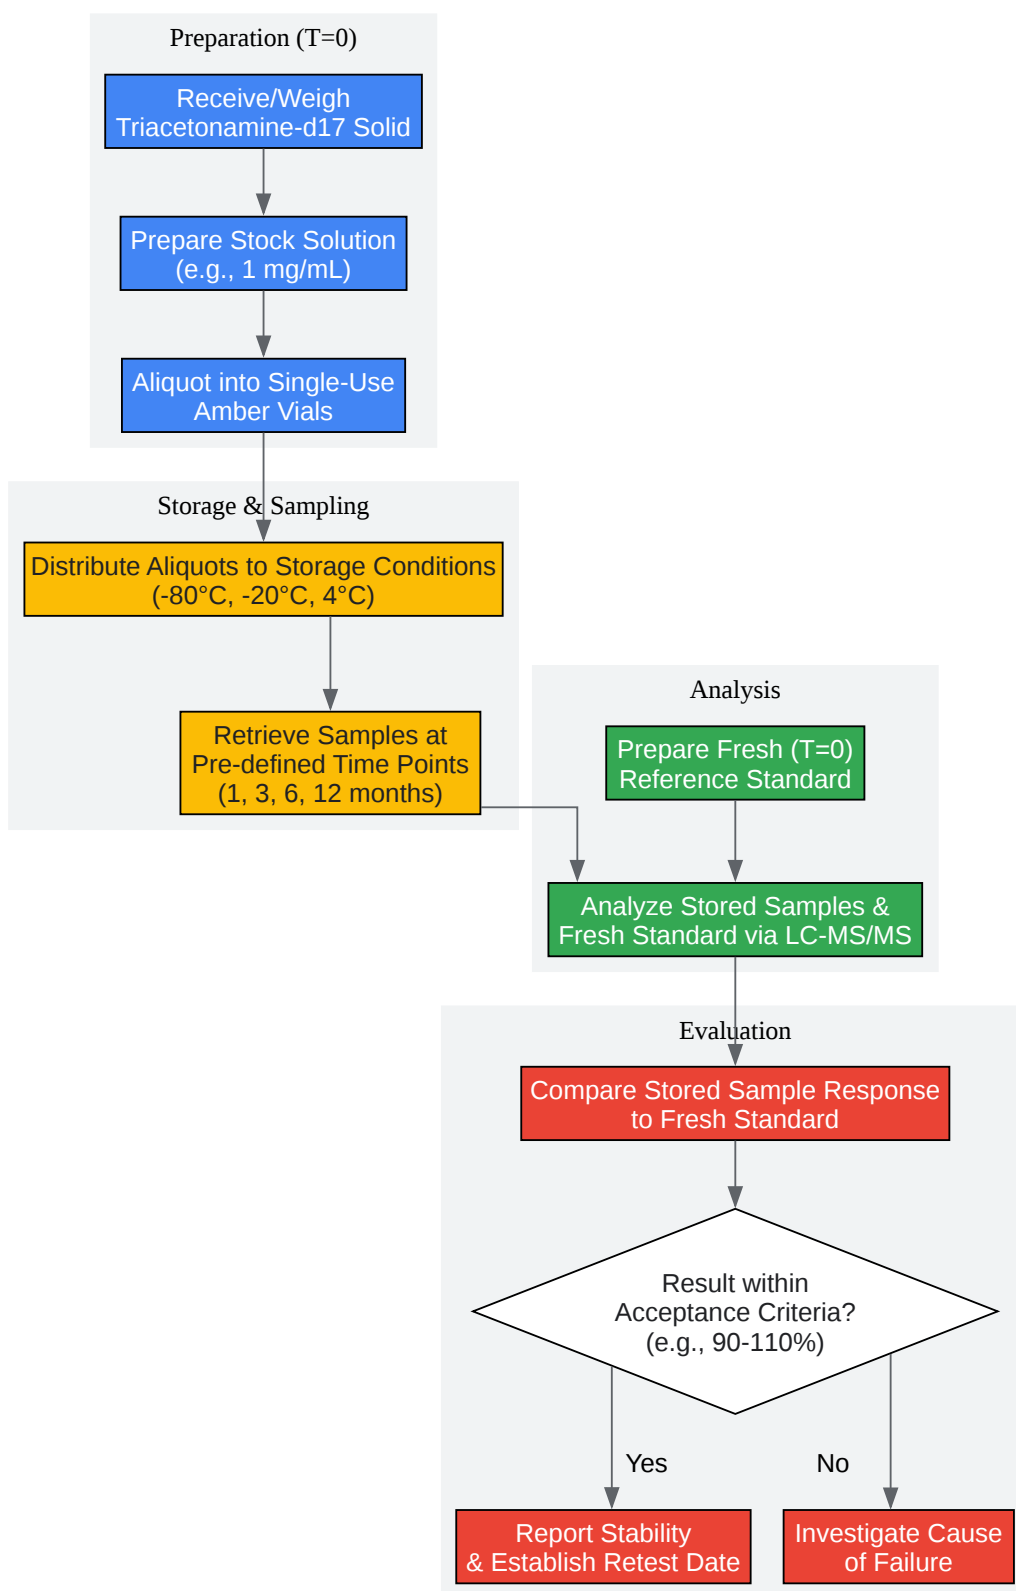 Preparation (T=0)
Receive/Weigh
Triacetonamine-d17 Solid
Prepare Stock Solution
(e.g., 1 mg/mL)
Aliquot into Single-Use
Amber Vials
Storage & Sampling
Distribute Aliquots to Storage Conditions
(-80°C, -20°C, 4°C)
Retrieve Samples at
Pre-defined Time Points
(1, 3, 6, 12 months)
Analysis
Prepare Fresh (T=0)
Reference Standard
Analyze Stored Samples &
Fresh Standard via LC-MS/MS
Evaluation
Compare Stored Sample Response
to Fresh Standard
Result within
Acceptance Criteria?
(e.g., 90-110%)
Yes
No
Report Stability
& Establish Retest Date
Investigate Cause
of Failure